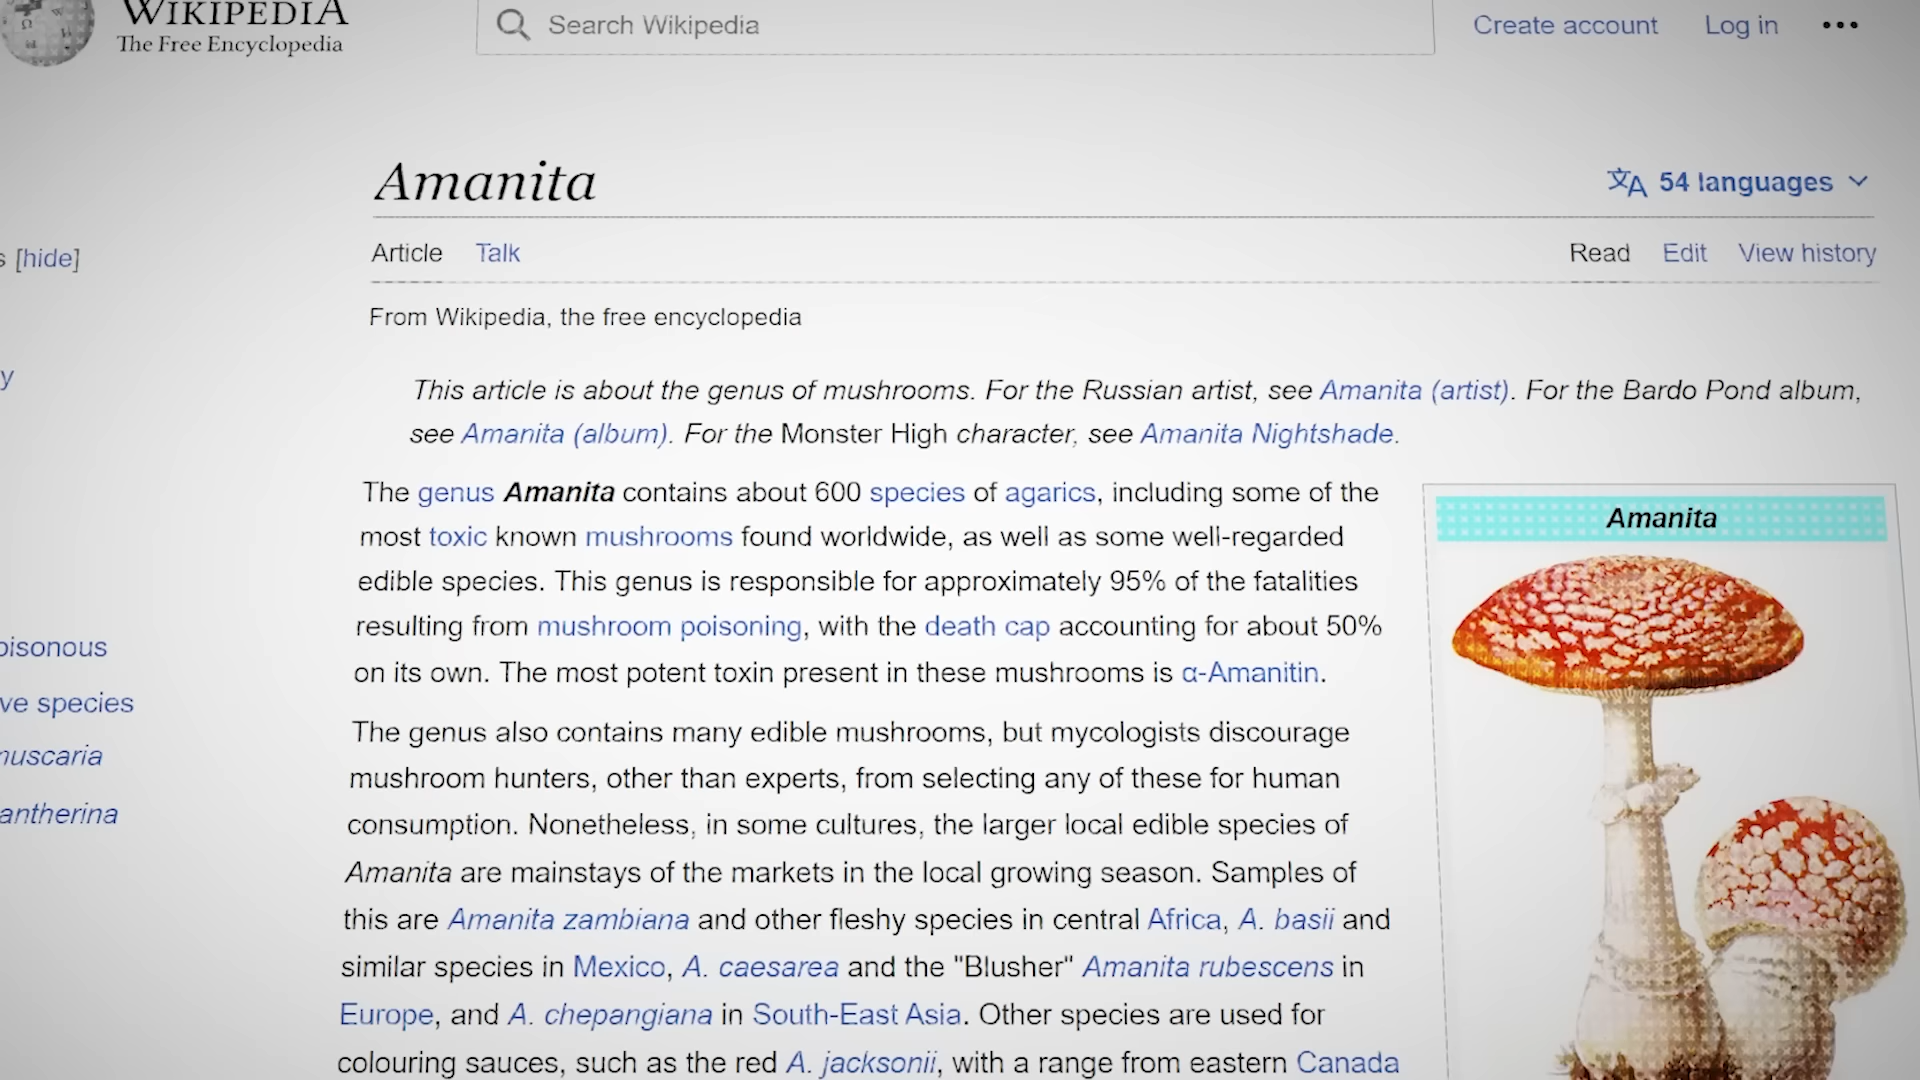 WIKIPEDIA
The Free Encyclopedia
Search Wikipedia
Create account
Log in
Amanita
54 languages
[hide]
Article
Talk
Read
Edit
View history
From Wikipedia, the free encyclopedia
This article is about the genus of mushrooms. For the Russian artist, see Amanita (artist). For the Bardo Pond album,
see Amanita (album). For the Monster High character, see Amanita Nightshade.
The genus Amanita contains about 600 species of agarics, including some of the
most toxic known mushrooms found worldwide, as well as some well-regarded
edible species. This genus is responsible for approximately 95% of the fatalities
resulting from mushroom poisoning, with the death cap accounting for about 50%
on its own. The most potent toxin present in these mushrooms is α-Amanitin.
The genus also contains many edible mushrooms, but mycologists discourage
mushroom hunters, other than experts, from selecting any of these for human
consumption. Nonetheless, in some cultures, the larger local edible species of
Amanita are mainstays of the markets in the local growing season. Samples of
this are Amanita zambiana and other fleshy species in central Africa, A. basii and
similar species in Mexico, A. caesarea and the "Blusher" Amanita rubescens in
Europe, and A. chepangiana in South-East Asia. Other species are used for
colouring sauces, such as the red A. jacksonii, with a range from eastern Canada
Amanita
oisonous
ve species
muscaria
antherina